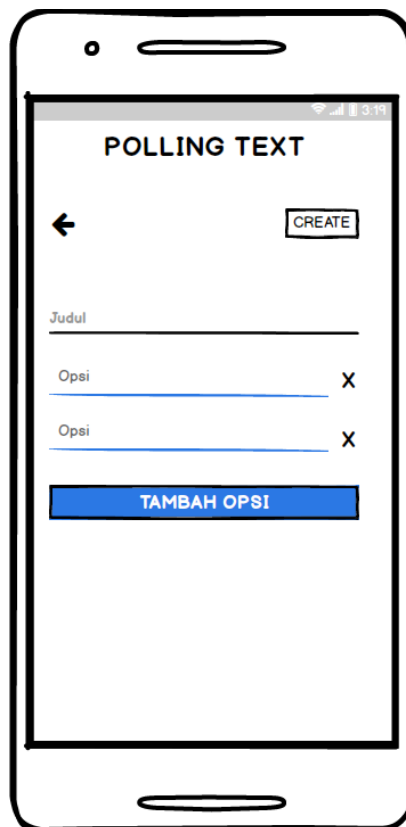 3:19
POLLING TEXT
CREATE
Judul
Opsi
X
Opsi
X
TAMBAH OPSI